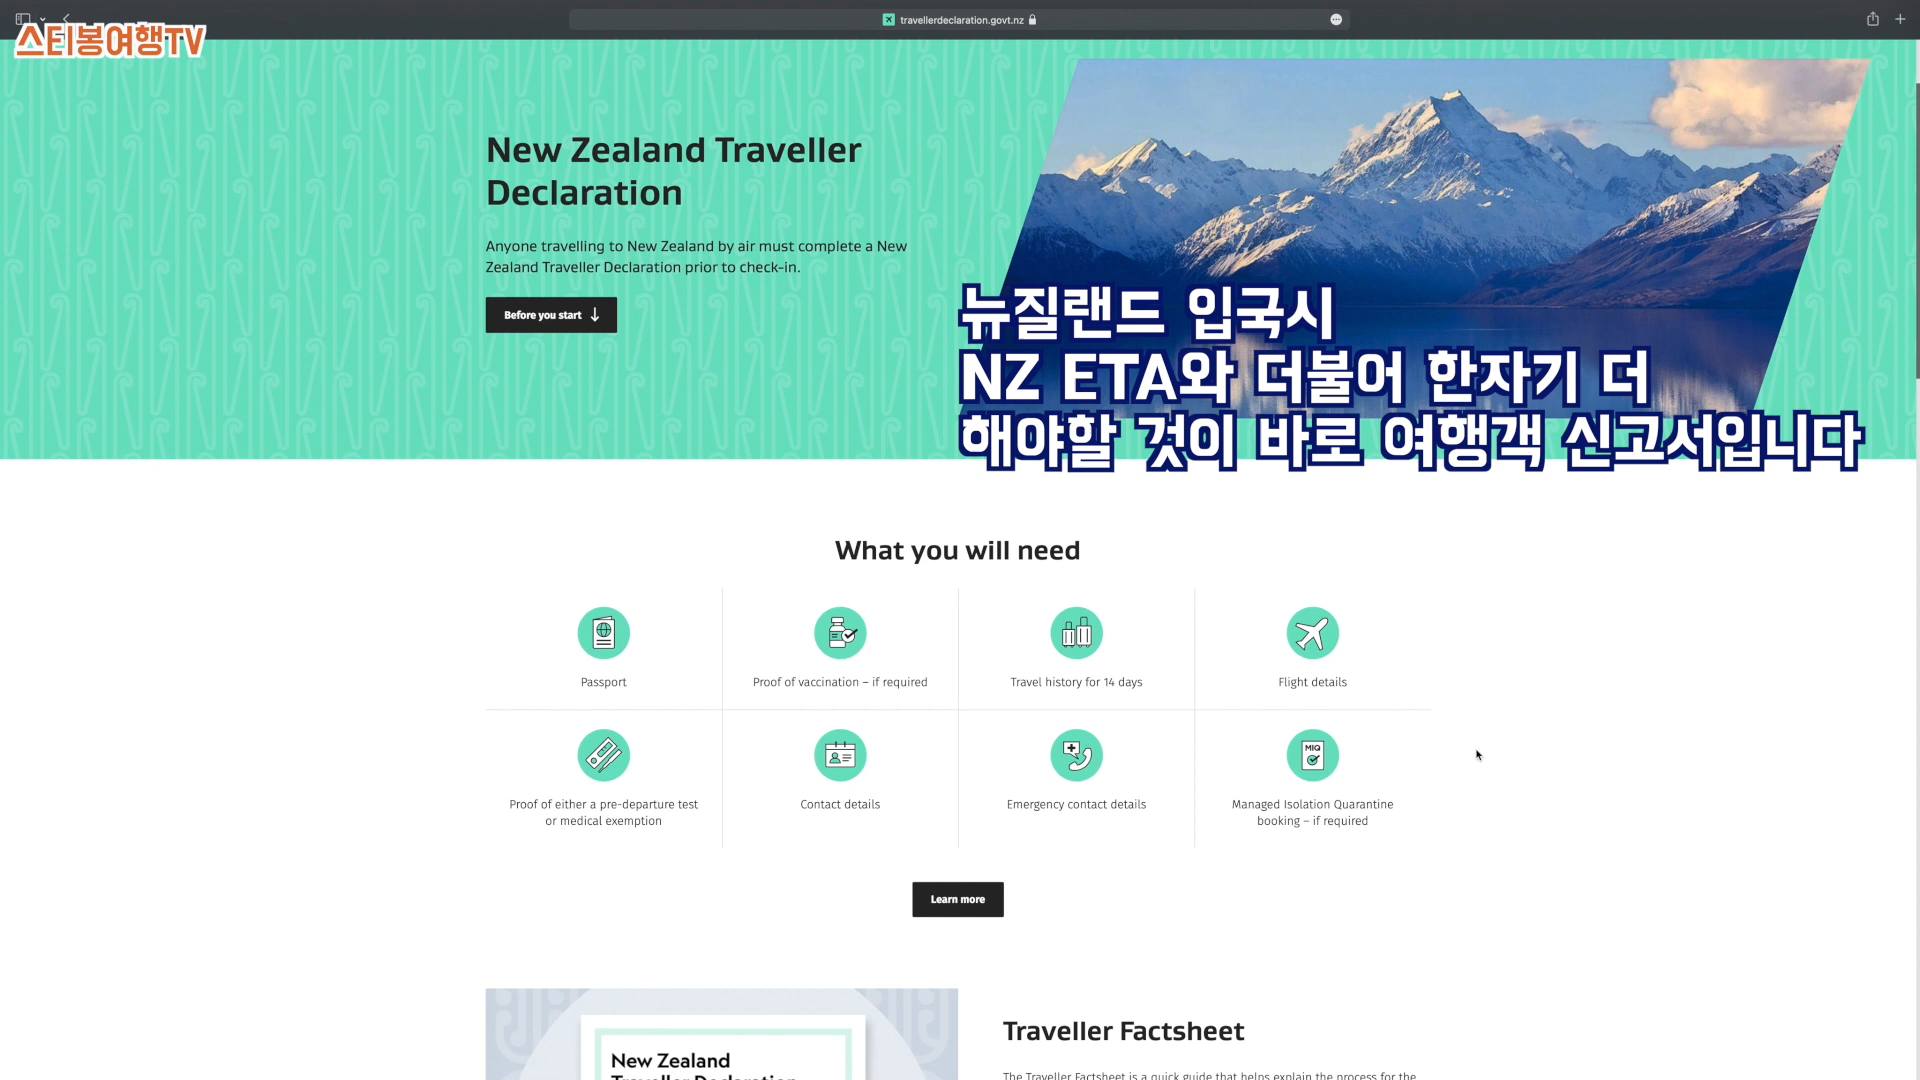 travellerdeclaration.govt.nz
스티봉여행TV
New Zealand Traveller
Declaration
Anyone travelling to New Zealand by air must complete a New
Zealand Traveller Declaration prior to check-in.
Before you start
뉴질랜드 입국시
NZ ETA와 더불어 한자기 더
해야할 것이 바로 여행객 신고서입니다
What you will need
Passport
Proof of vaccination – if required
Travel history for 14 days
Flight details
Proof of either a pre-departure test
or medical exemption
Contact details
Emergency contact details
MIQ
Managed Isolation Quarantine
booking – if required
Learn more
New Zealand
Traveller Declaration
Traveller Factsheet
The Traveller Factsheet is a quick guide that helps explain the process for the